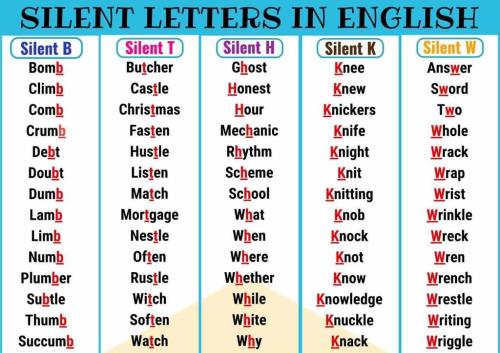 SILENT LETTERS IN ENGLISH
Silent B Silent T Silent H Silent K Silent W
Bomb Butcher Ghost Knee Answer
Climb Castle Honest Knew Sword
Comb Christmas Hour Knickers Two
Crumb Fasten Mechanic Knife Whole
Debt Hustle Rhythm Knight Wrack
Doubt Listen Scheme Knit Wrap
Dumb Match School Knitting Wrist
Lamb Mortgage What Knob Wrinkle
Limb Nestle When Knock Wreck
Numb Often Where Knot Wren
Plumber Rustle Whether Know Wrench
Subtle Witch While Knowledge Wrestle
Thumb Soften White Knuckle Writing
Succumb Watch Why Knack Wriggle